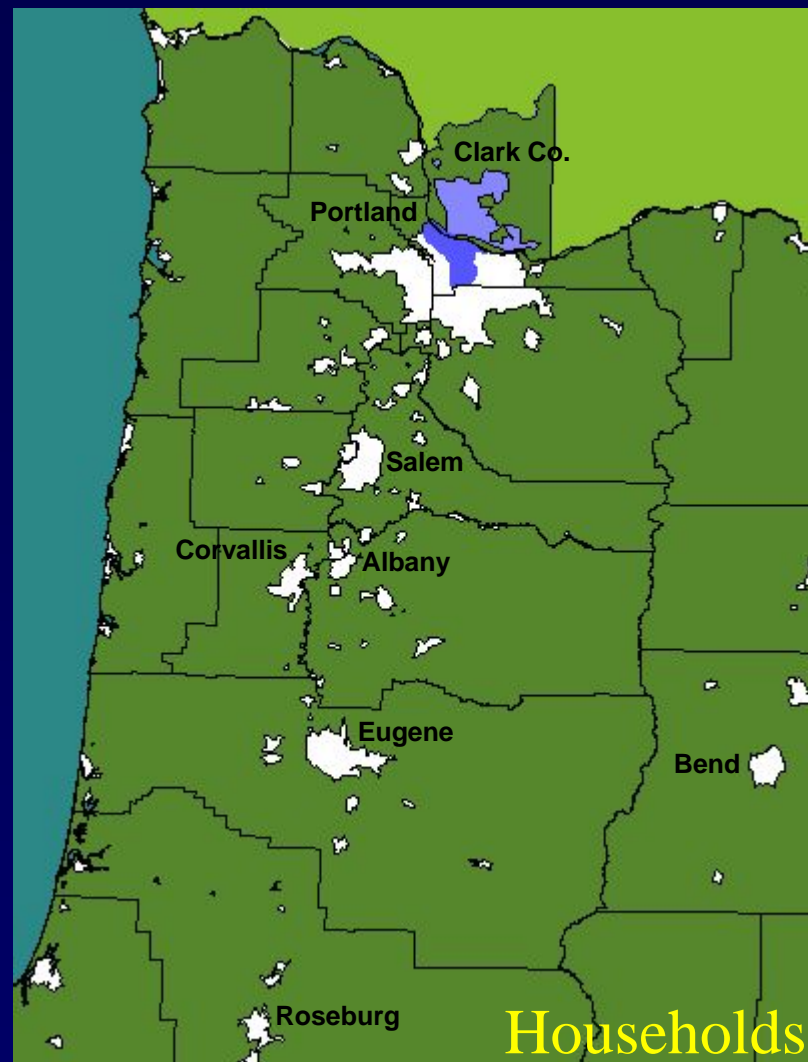 Clark Co.
Portland
Salem
Corvallis
Albany
Eugene
Bend
Roseburg
Households